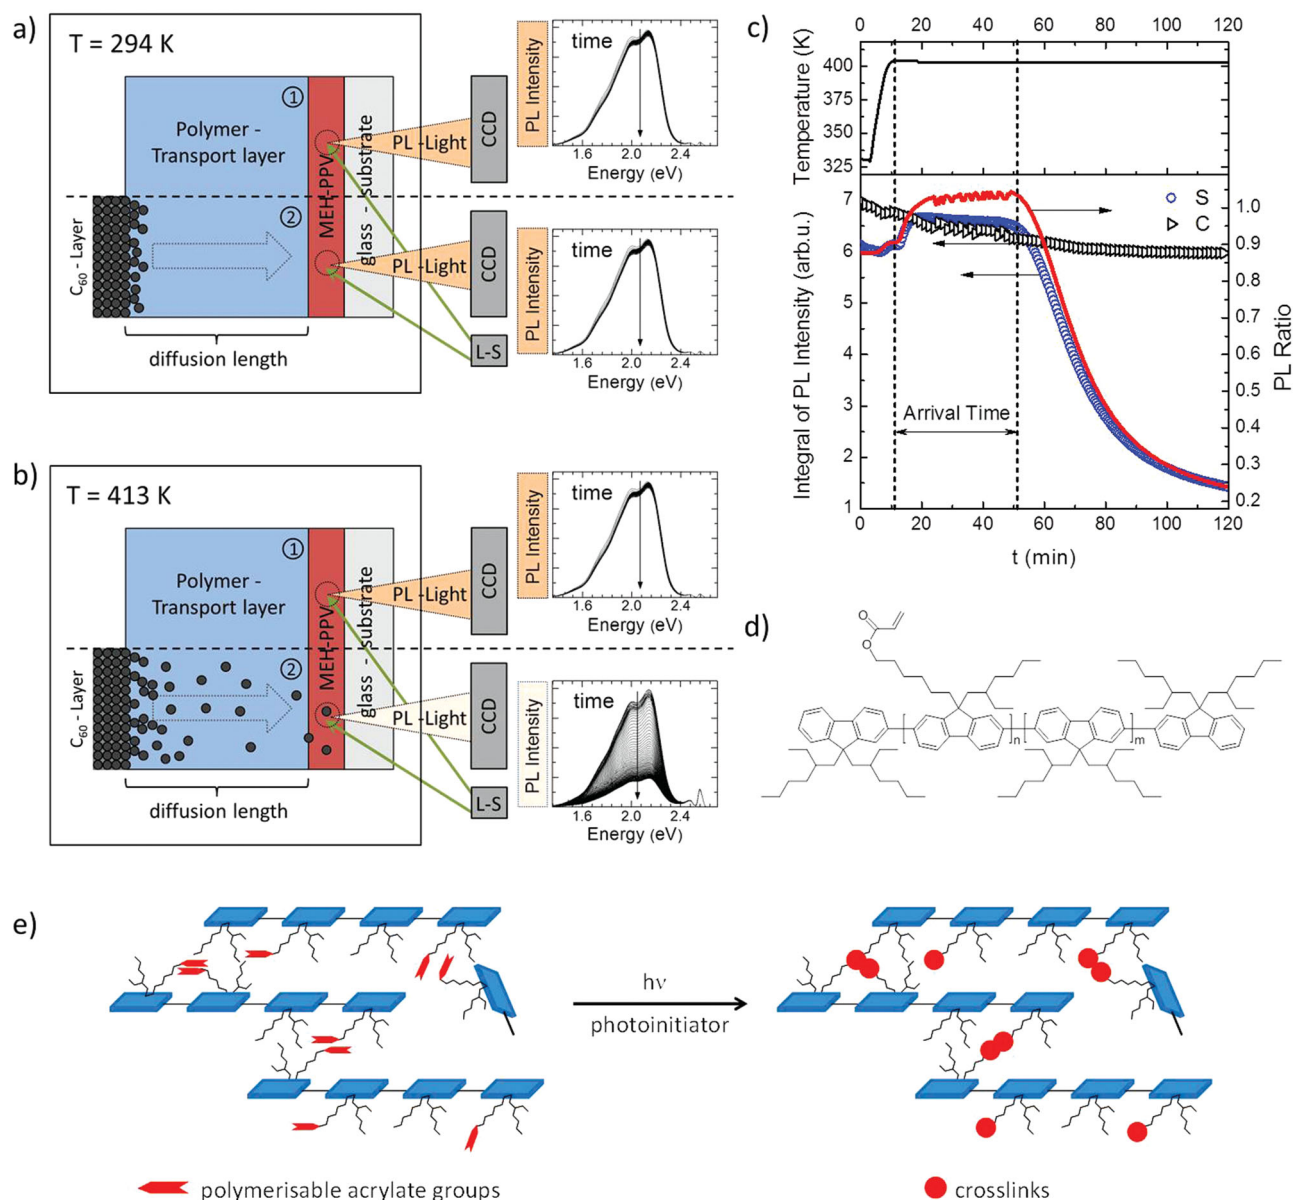 a)
T = 294 K
Polymer -
Transport layer
1
2
C60 - Layer
MEH-PPV
glass - substrate
PL -Light
CCD
PL -Light
CCD
L-S
diffusion length
PL Intensity
time
1.6 2.0 2.4
Energy (eV)
PL Intensity
time
1.6 2.0 2.4
Energy (eV)
b)
T = 413 K
Polymer -
Transport layer
1
2
C60 - Layer
MEH-PPV
glass - substrate
PL -Light
CCD
PL -Light
CCD
L-S
diffusion length
PL Intensity
time
1.6 2.0 2.4
Energy (eV)
PL Intensity
time
1.6 2.0 2.4
Energy (eV)
c)
0 20 40 60 80 100 120
Temperature (K)
400
375
350
325
Integral of PL Intensity (arb.u.)
7
6
5
4
3
2
1
S
C
Arrival Time
1.0
0.9
0.8
0.7
0.6
0.5
0.4
0.3
0.2
PL Ratio
0 20 40 60 80 100 120
t (min)
d)
O
O
n
m
e)
hν
photoinitiator
polymerisable acrylate groups
crosslinks